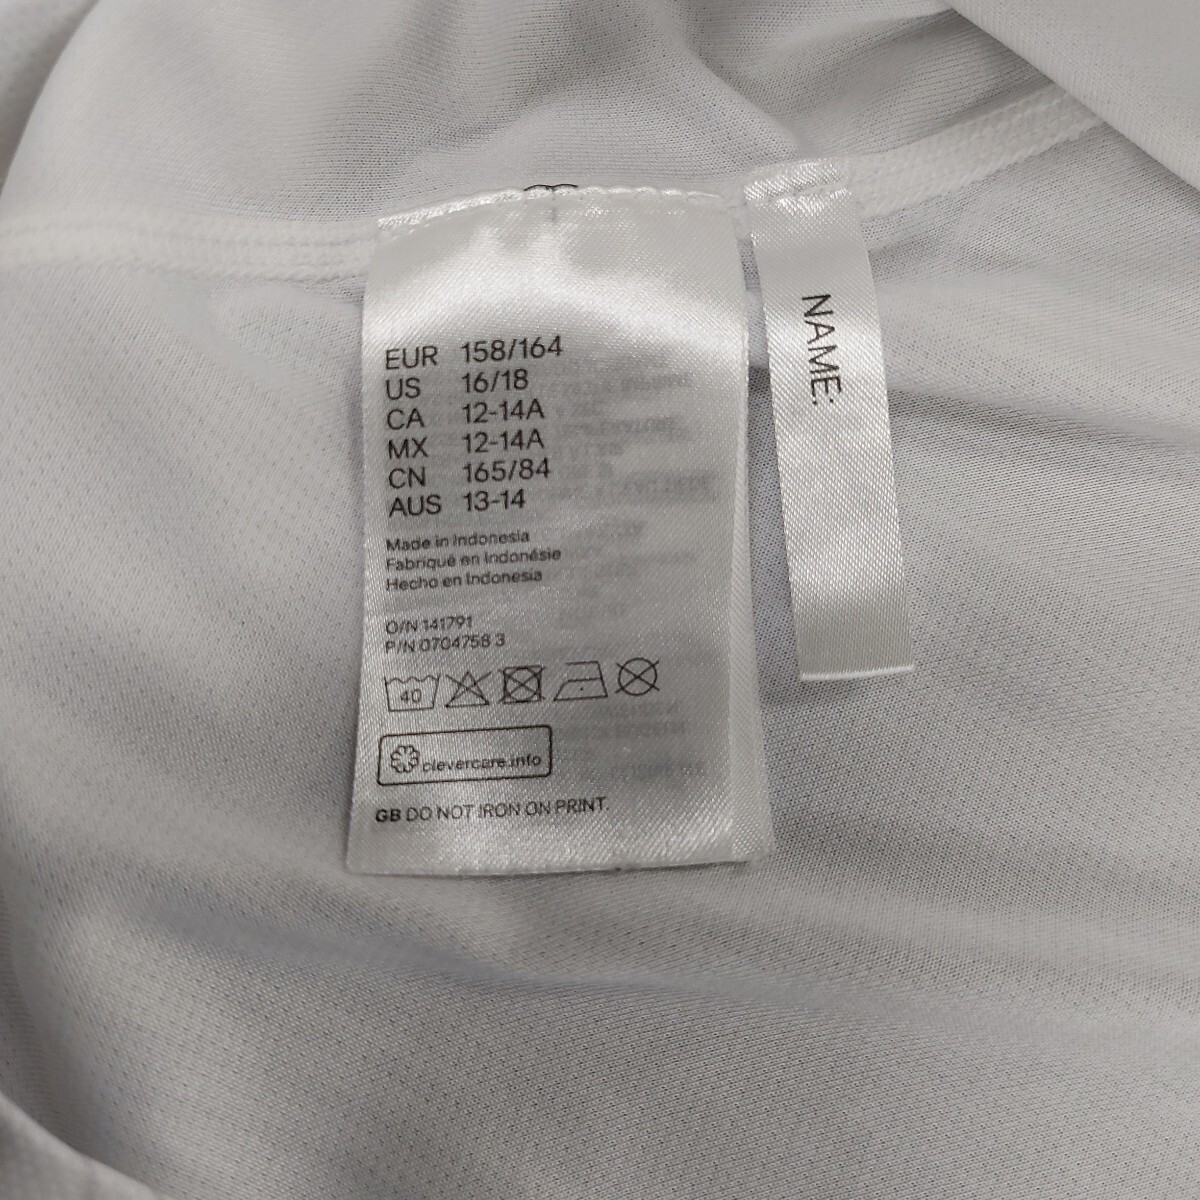 EUR 158/164
US 16/18
CA 12-14A
MX 12-14A
CN 165/84
AUS 13-14
Made in Indonesia
Fabriqué en Indonésie
Hecho en Indonesia
O/N 141791
P/N 0704758 3
40
clevercare.info
GB DO NOT IRON ON PRINT.
NAME: